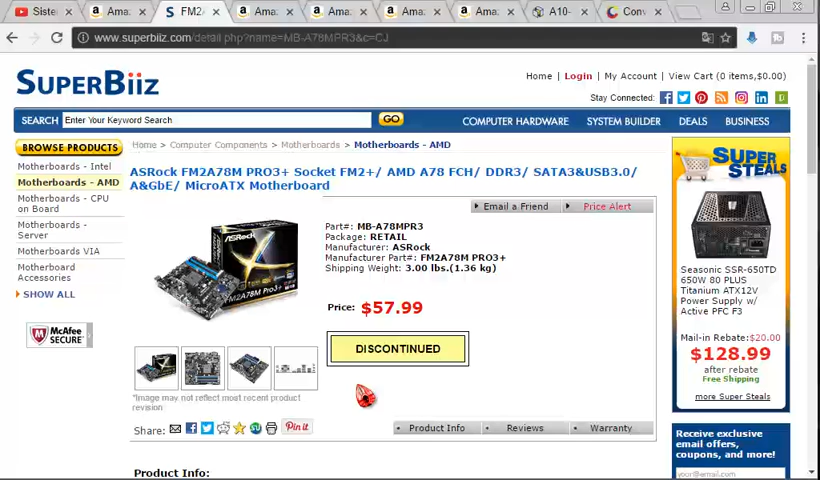 Siste
Ama
FM2A
Ama
Ama
Ama
Ama
A10-
Conv
www.superbiiz.com/detail.php?name=MB-A78MPR3&c=CJ
SUPERBiiZ
Home | Login | My Account | View Cart (0 items,$0.00)
Stay Connected:
SEARCH Enter Your Keyword Search GO COMPUTER HARDWARE SYSTEM BUILDER DEALS BUSINESS
BROWSE PRODUCTS
Motherboards - Intel
Motherboards - AMD
Motherboards - CPU on Board
Motherboards - Server
Motherboards VIA
Motherboard Accessories
SHOW ALL
McAfee SECURE
Home > Computer Components > Motherboards > Motherboards - AMD
ASRock FM2A78M PRO3+ Socket FM2+/ AMD A78 FCH/ DDR3/ SATA3&USB3.0/
A&GbE/ MicroATX Motherboard
Email a Friend
Price Alert
Part#: MB-A78MPR3
Package: RETAIL
Manufacturer: ASRock
Manufacturer Part#: FM2A78M PRO3+
Shipping Weight: 3.00 lbs.(1.36 kg)
Price: $57.99
DISCONTINUED
ASRock
FM2A78M Pro3+
*Image may not reflect most recent product
revision
Share: Pin it
• Product Info • Reviews • Warranty
Product Info:
SUPER
STEALS
Seasonic SSR-650TD
650W 80 PLUS
Titanium ATX12V
Power Supply w/
Active PFC F3
Mail-in Rebate:$20.00
$128.99
after rebate
Free Shipping
more Super Steals
Receive exclusive
email offers,
coupons, and more!
your@email.com